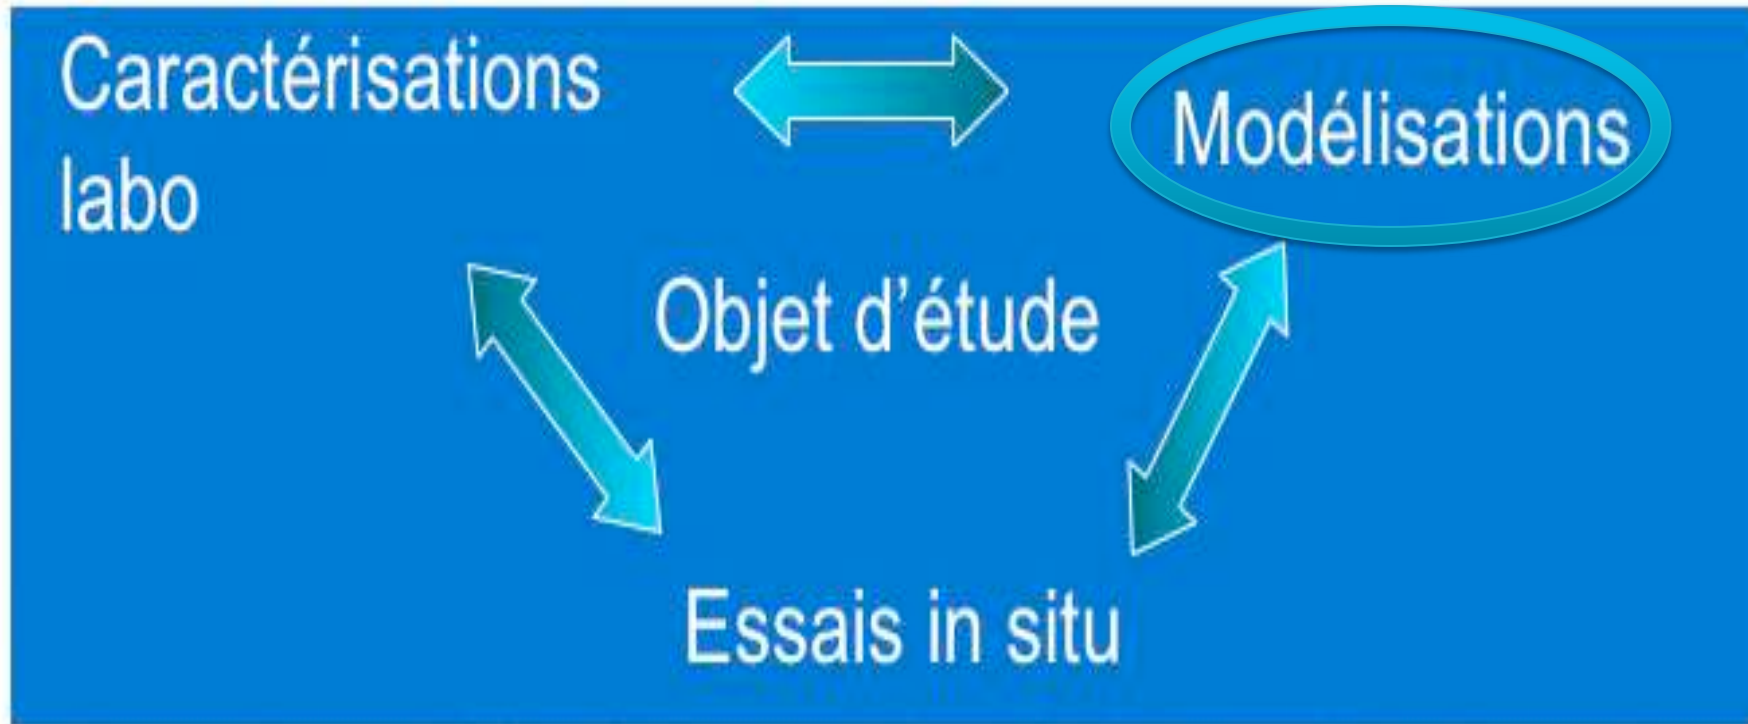 Caractérisations
labo
Modélisations
Objet d'étude
Essais in situ